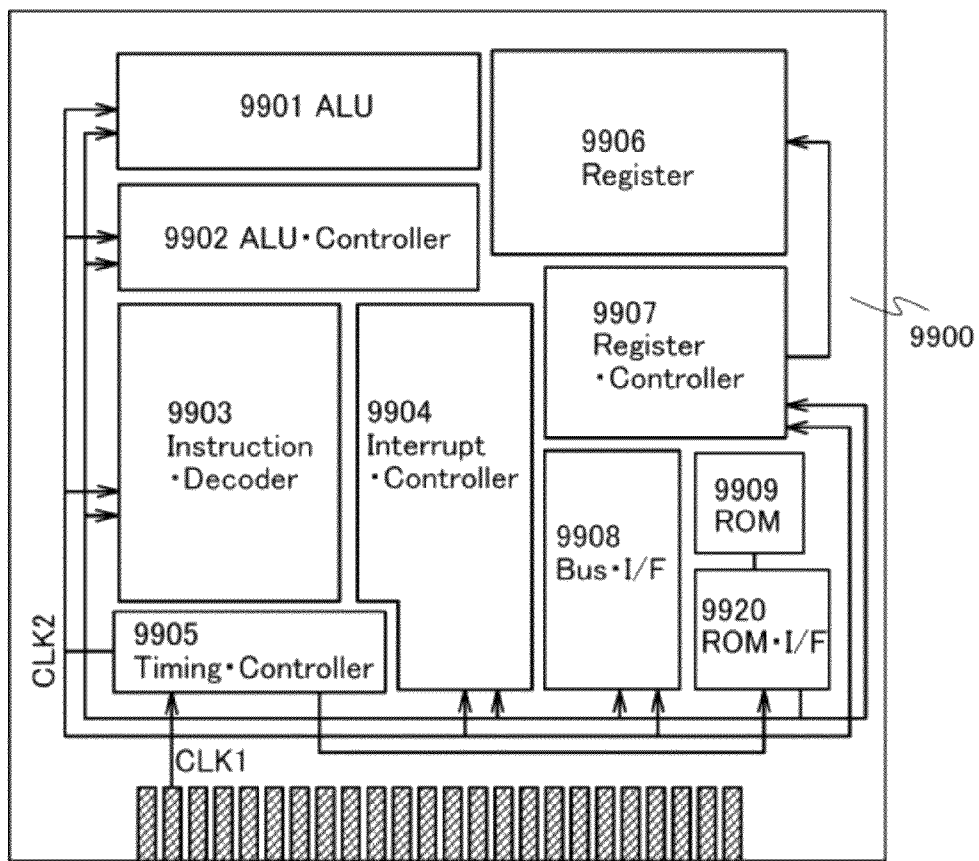 9901 ALU
9906
Register
9902 ALU・Controller
9907
Register
・Controller
9900
9903
Instruction
・Decoder
9904
Interrupt
・Controller
9909
ROM
9908
Bus・I/F
9920
ROM・I/F
CLK2
9905
Timing・Controller
CLK1